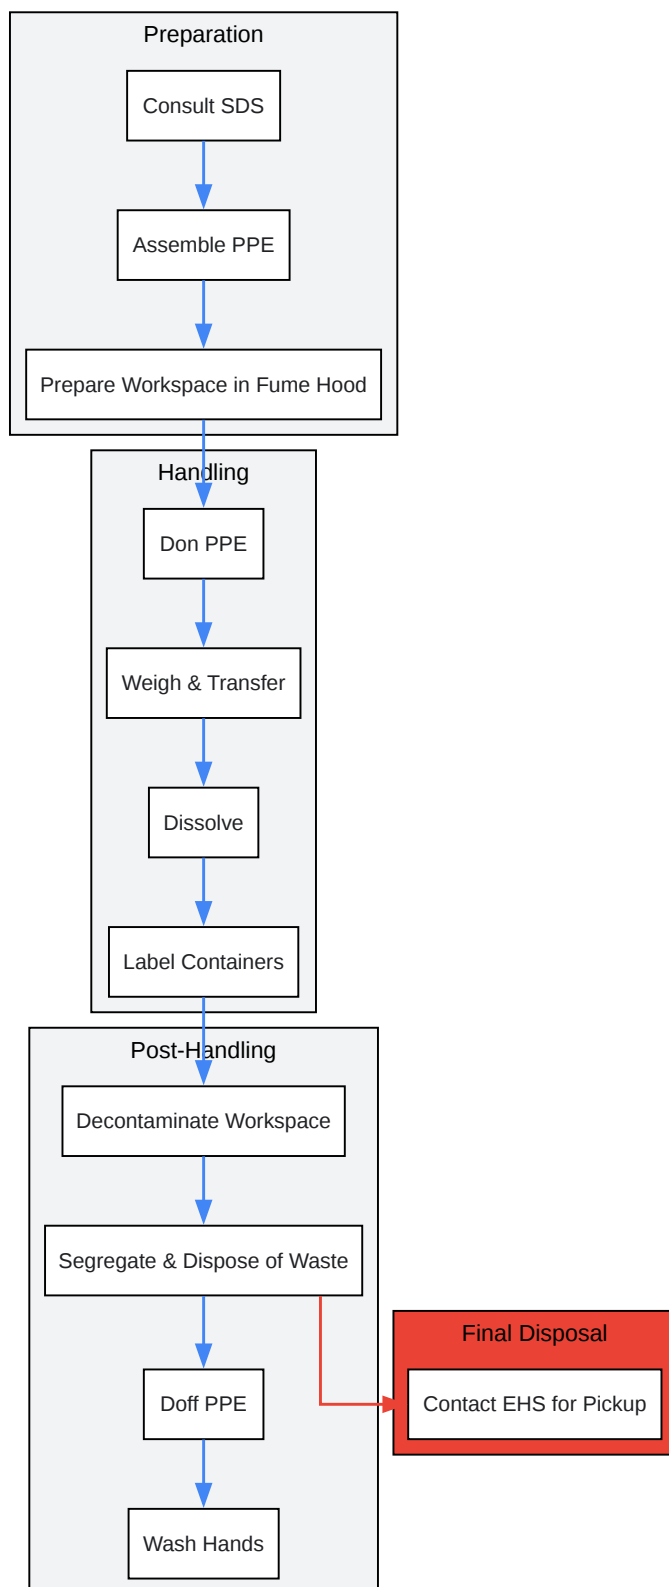 Preparation
Consult SDS
Assemble PPE
Prepare Workspace in Fume Hood
Handling
Don PPE
Weigh & Transfer
Dissolve
Label Containers
Post-Handling
Decontaminate Workspace
Segregate & Dispose of Waste
Final Disposal
Doff PPE
Contact EHS for Pickup
Wash Hands